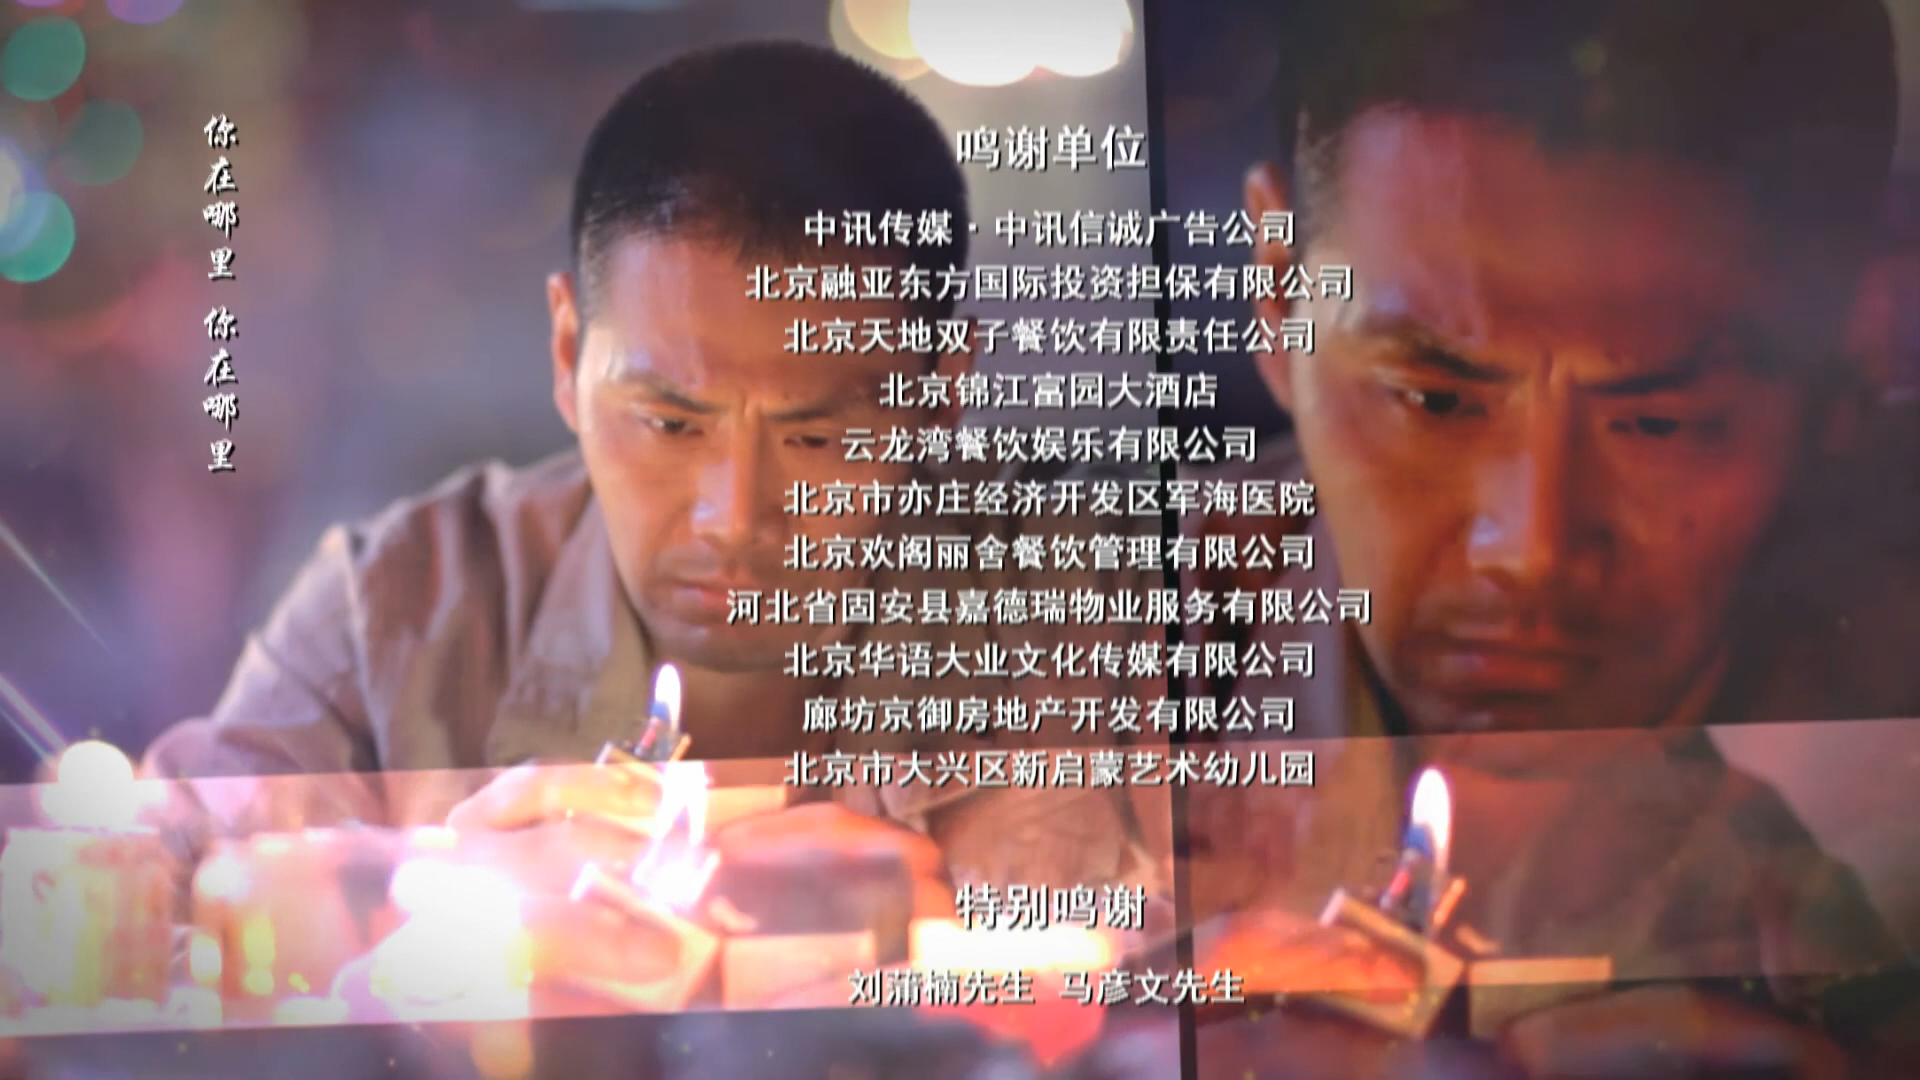 你在哪里 你在哪里
鸣谢单位
中讯传媒·中讯信诚广告公司
北京融亚东方国际投资担保有限公司
北京天地双子餐饮有限责任公司
北京锦江富园大酒店
云龙湾餐饮娱乐有限公司
北京市亦庄经济开发区军海医院
北京欢阁丽舍餐饮管理有限公司
河北省固安县嘉德瑞物业服务有限公司
北京华语大业文化传媒有限公司
廊坊京御房地产开发有限公司
北京市大兴区新启蒙艺术幼儿园
特别鸣谢
刘蒲楠先生 马彦文先生